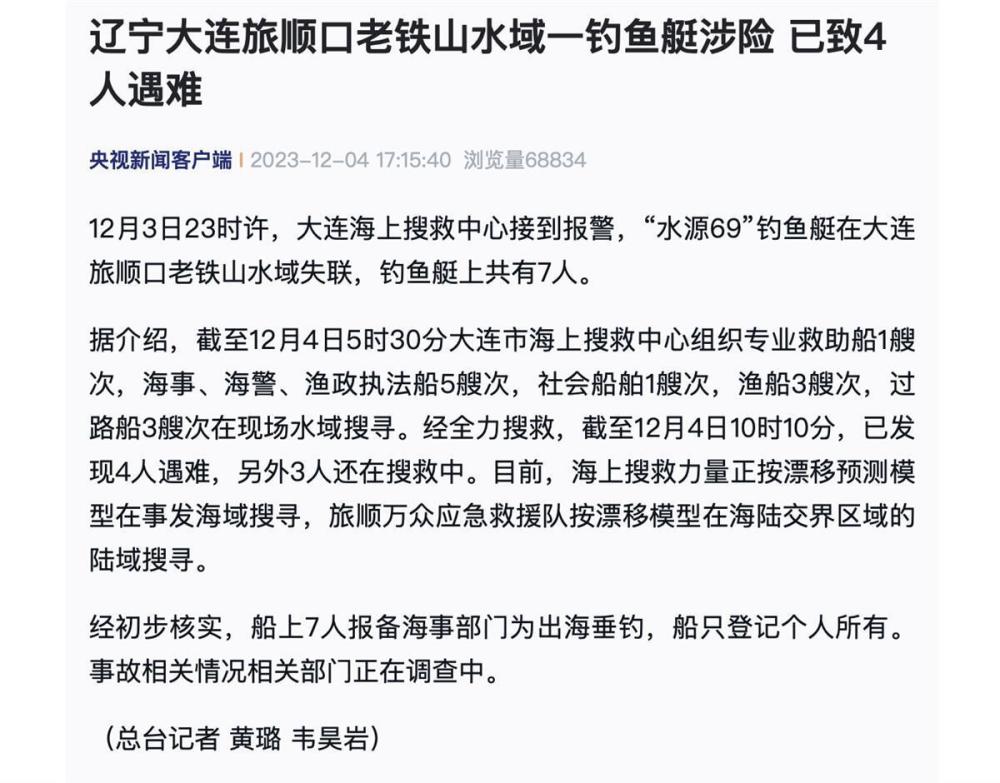 辽宁大连旅顺口老铁山水域一钓鱼艇涉险 已致4
人遇难
央视新闻客户端 | 2023-12-04 17:15:40 浏览量68834
12月3日23时许，大连海上搜救中心接到报警，“水源69”钓鱼艇在大连
旅顺口老铁山水域失联，钓鱼艇上共有7人。
据介绍，截至12月4日5时30分大连市海上搜救中心组织专业救助船1艘
次，海事、海警、渔政执法船5艘次，社会船舶1艘次，渔船3艘次，过
路船3艘次在现场水域搜寻。经全力搜救，截至12月4日10时10分，已发
现4人遇难，另外3人还在搜救中。目前，海上搜救力量正按漂移预测模
型在事发海域搜寻，旅顺万众应急救援队按漂移模型在海陆交界区域的
陆域搜寻。
经初步核实，船上7人报备海事部门为出海垂钓，船只登记个人所有。
事故相关情况相关部门正在调查中。
（总台记者 黄璐 韦昊岩）